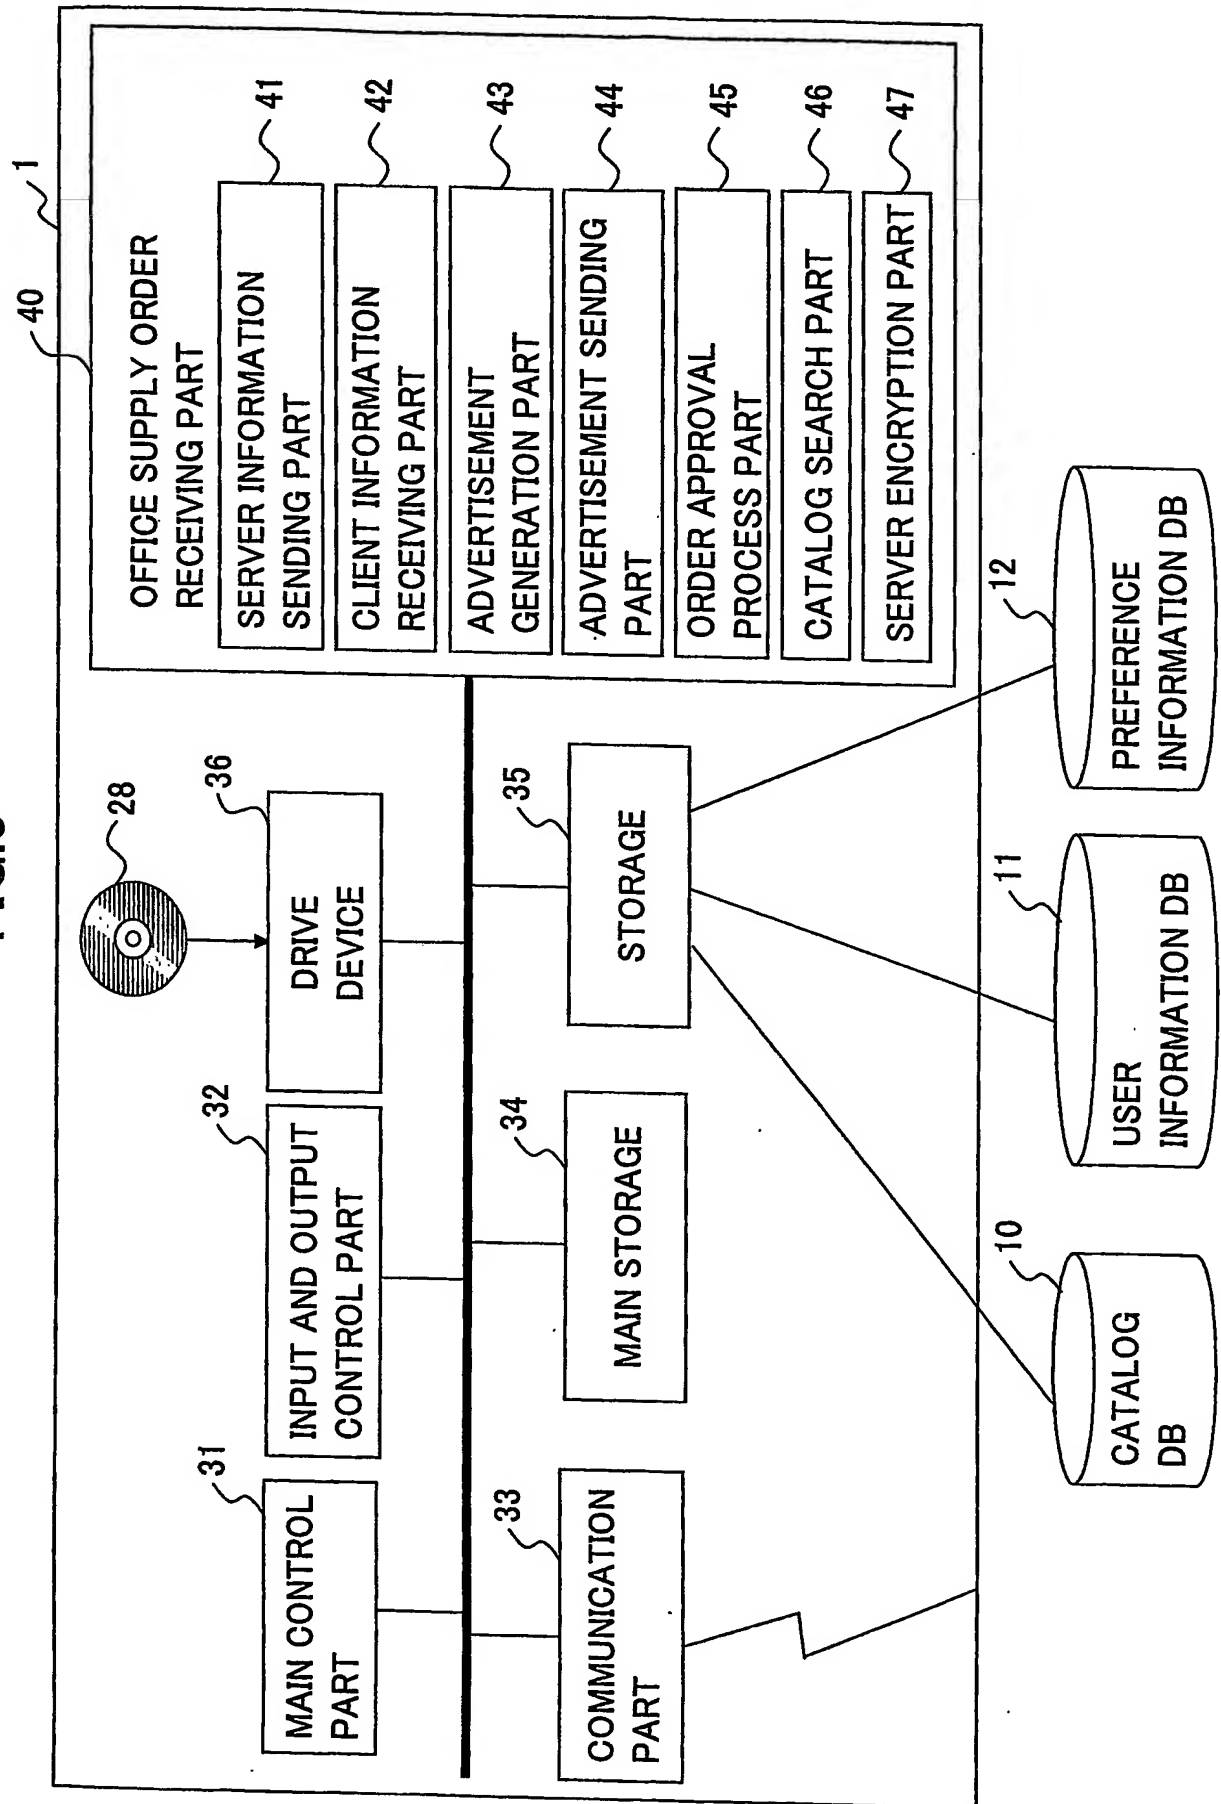 1
40
OFFICE SUPPLY ORDER
RECEIVING PART
SERVER INFORMATION
SENDING PART
41
CLIENT INFORMATION
RECEIVING PART
42
ADVERTISEMENT
GENERATION PART
43
ADVERTISEMENT SENDING
PART
44
ORDER APPROVAL
PROCESS PART
45
CATALOG SEARCH PART
46
SERVER ENCRYPTION PART
47
28
36
DRIVE
DEVICE
32
INPUT AND OUTPUT
CONTROL PART
31
MAIN CONTROL
PART
33
COMMUNICATION
PART
34
MAIN STORAGE
35
STORAGE
10
CATALOG
DB
11
USER
INFORMATION DB
12
PREFERENCE
INFORMATION DB